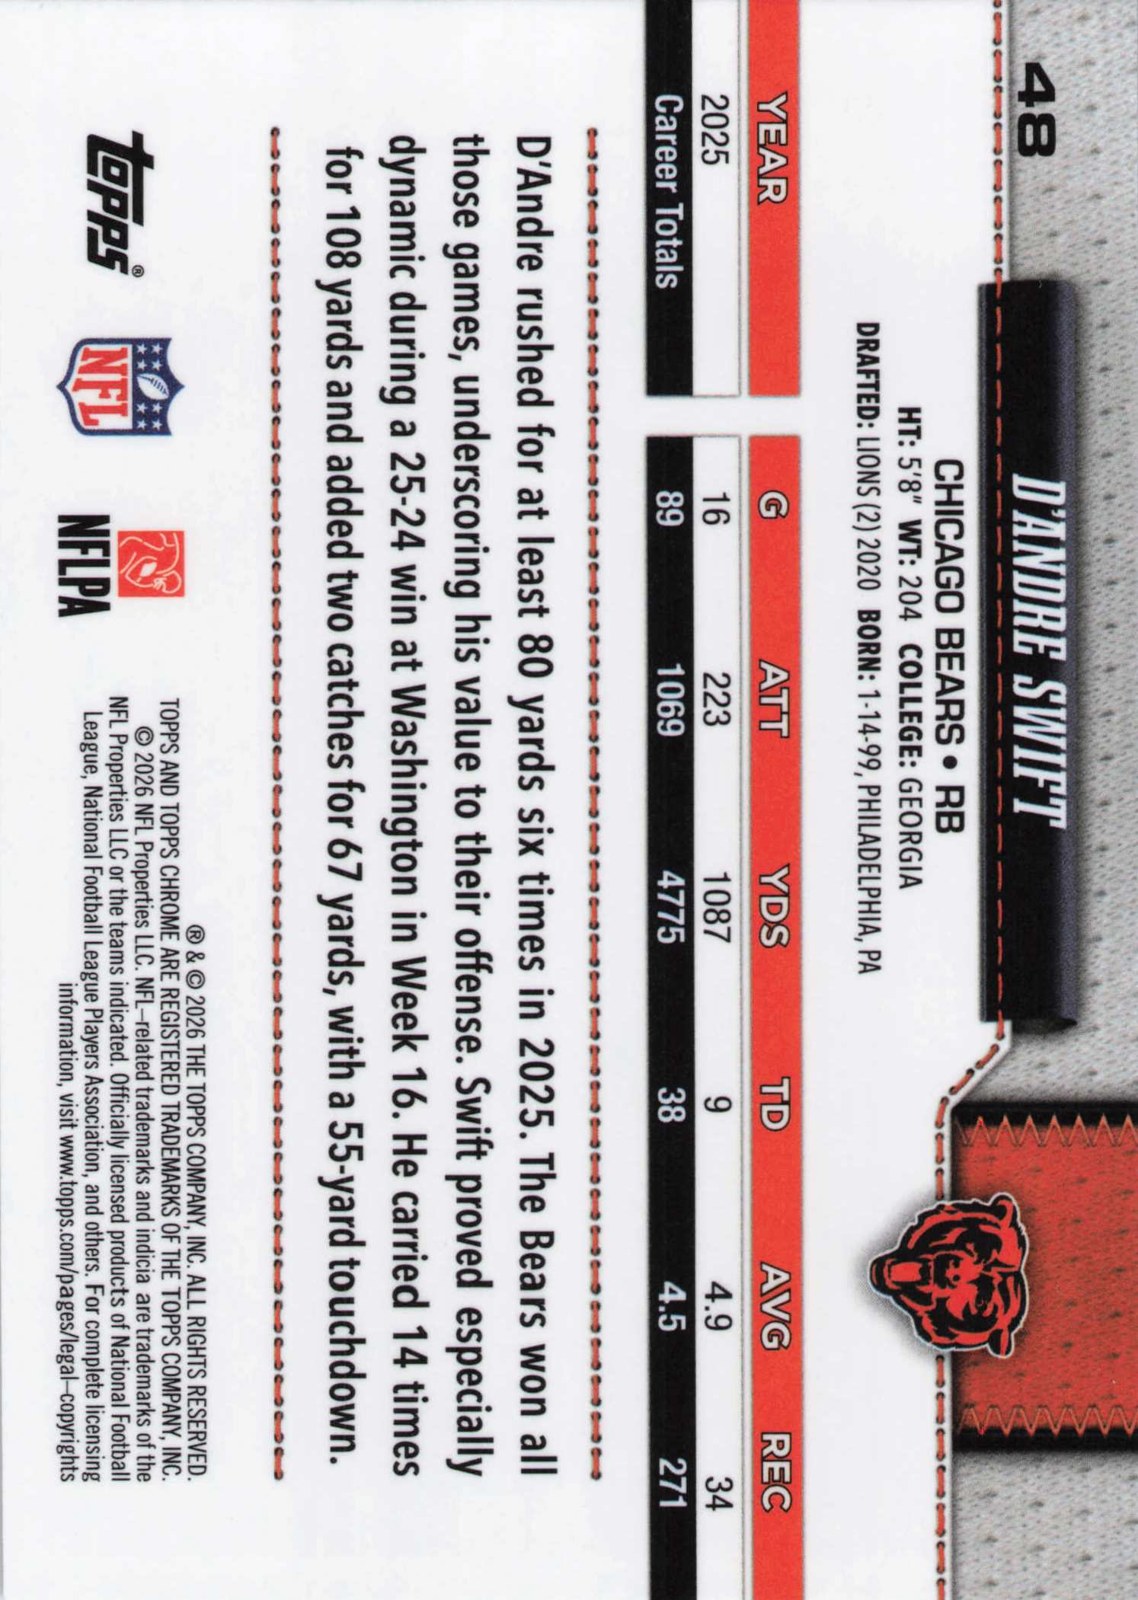 48
D'ANDRE SWIFT
CHICAGO BEARS • RB
HT: 5'8" WT: 204 COLLEGE: GEORGIA
DRAFTED: LIONS (2) 2020 BORN: 1-14-99, PHILADELPHIA, PA
YEAR G ATT YDS TD AVG REC
2025 16 223 1087 9 4.9 34
Career Totals 89 1069 4775 38 4.5 271
D'Andre rushed for at least 80 yards six times in 2025. The Bears won all
those games, underscoring his value to their offense. Swift proved especially
dynamic during a 25-24 win at Washington in Week 16. He carried 14 times
for 108 yards and added two catches for 67 yards, with a 55-yard touchdown.
topps®
NFL
NFLPA
® & © 2026 THE TOPPS COMPANY, INC. ALL RIGHTS RESERVED.
TOPPS AND TOPPS CHROME ARE REGISTERED TRADEMARKS OF THE TOPPS COMPANY, INC.
© 2026 NFL Properties LLC. NFL-related trademarks and indicia are trademarks of the
NFL Properties LLC or the teams indicated. Officially licensed products of National Football
League, National Football League Players Association, and others. For complete licensing
information, visit www.topps.com/pages/legal-copyrights